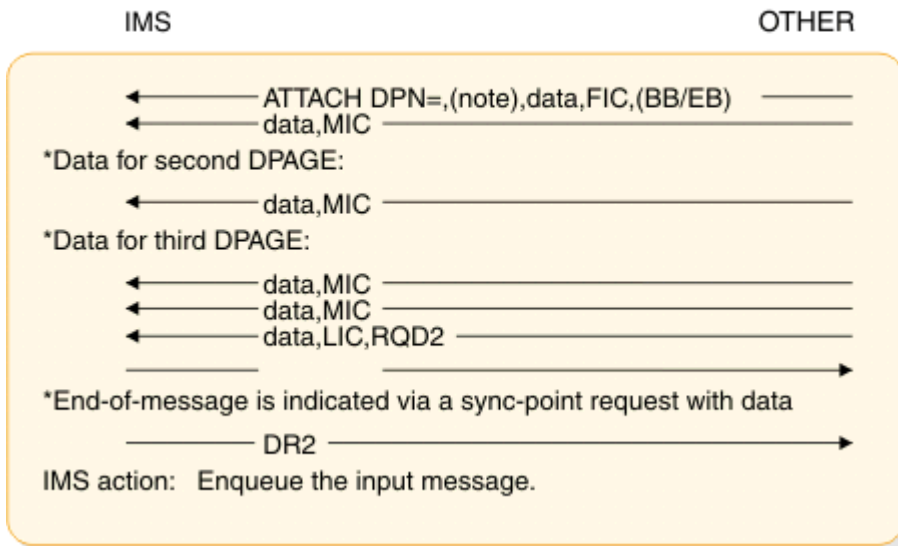 IMS OTHER
ATTACH DPN=,(note),data,FIC,(BB/EB)
data,MIC
*Data for second DPAGE:
data,MIC
*Data for third DPAGE:
data,MIC
data,MIC
data,LIC,RQD2
*End-of-message is indicated via a sync-point request with data
DR2
IMS action: Enqueue the input message.